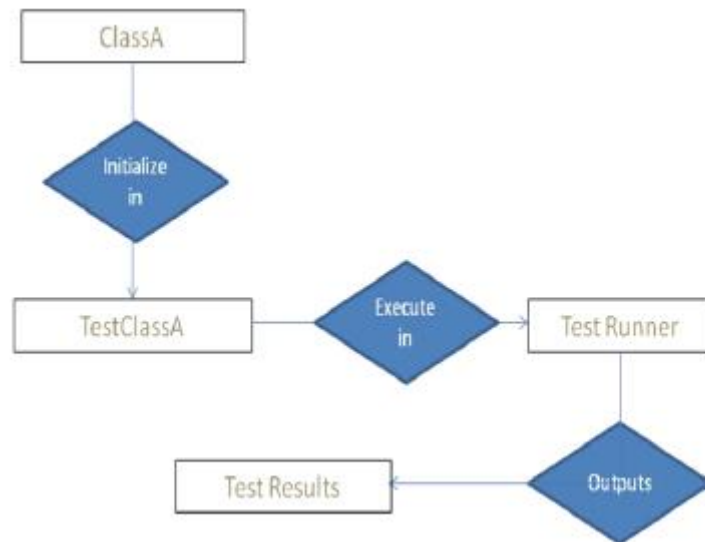 ClassA
Initialize
in
TestClassA
Execute
in
Test Runner
Outputs
Test Results